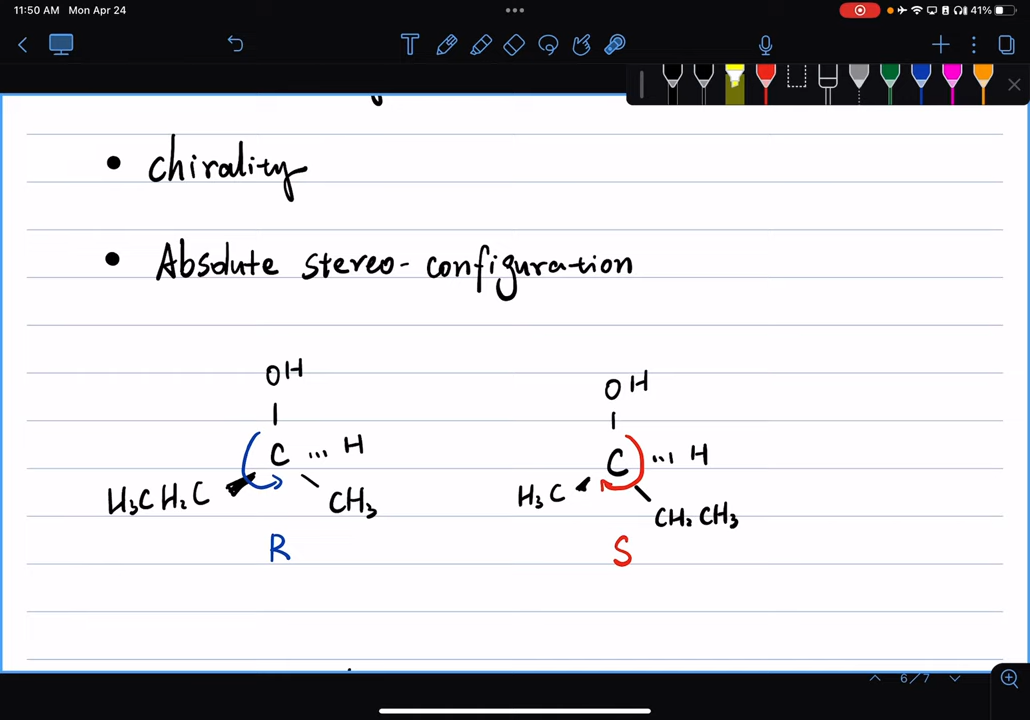 11:50 AM Mon Apr 24
41%
T
• chirality
• Absolute stereo-configuration
OH
C ... H
H₃CH₂C
CH₃
R
OH
C ... H
H₃C
CH₂CH₃
S
6/7